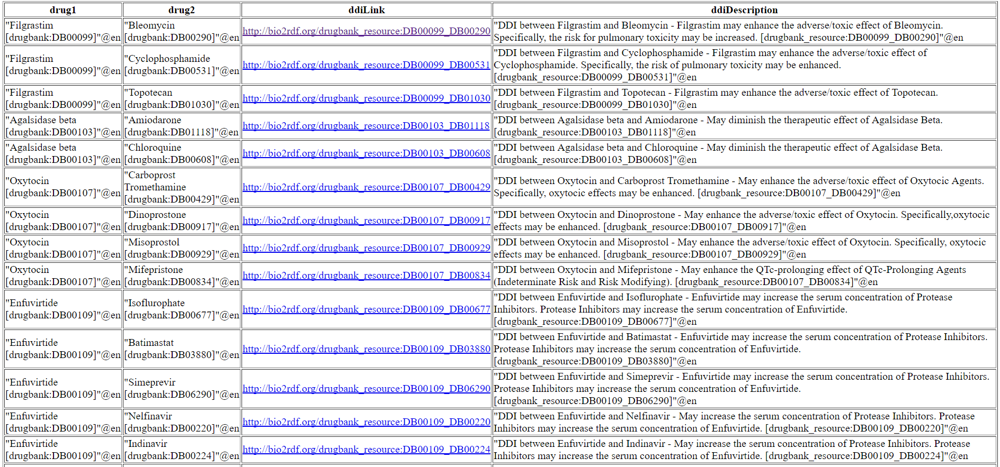 drug1 drug2 ddiLink ddiDescription
"Filgrastim
[drugbank:DB00099]"@en
"Bleomycin
[drugbank:DB00290]"@en
http://bio2rdf.org/drugbank_resource:DB00099_DB00290
"DDI between Filgrastim and Bleomycin - Filgrastim may enhance the adverse/toxic effect of Bleomycin.
Specifically, the risk for pulmonary toxicity may be increased. [drugbank_resource:DB00099_DB00290]"@en
"Filgrastim
[drugbank:DB00099]"@en
"Cyclophosphamide
[drugbank:DB00531]"@en
http://bio2rdf.org/drugbank_resource:DB00099_DB00531
"DDI between Filgrastim and Cyclophosphamide - Filgrastim may enhance the adverse/toxic effect of
Cyclophosphamide. Specifically, the risk of pulmonary toxicity may be enhanced.
[drugbank_resource:DB00099_DB00531]"@en
"Filgrastim
[drugbank:DB00099]"@en
"Topotecan
[drugbank:DB01030]"@en
http://bio2rdf.org/drugbank_resource:DB00099_DB01030
"DDI between Filgrastim and Topotecan - Filgrastim may enhance the adverse/toxic effect of Topotecan.
[drugbank_resource:DB00099_DB01030]"@en
"Agalsidase beta
[drugbank:DB00103]"@en
"Amiodarone
[drugbank:DB01118]"@en
http://bio2rdf.org/drugbank_resource:DB00103_DB01118
"DDI between Agalsidase beta and Amiodarone - May diminish the therapeutic effect of Agalsidase Beta.
[drugbank_resource:DB00103_DB01118]"@en
"Agalsidase beta
[drugbank:DB00103]"@en
"Chloroquine
[drugbank:DB00608]"@en
http://bio2rdf.org/drugbank_resource:DB00103_DB00608
"DDI between Agalsidase beta and Chloroquine - May diminish the therapeutic effect of Agalsidase Beta.
[drugbank_resource:DB00103_DB00608]"@en
"Oxytocin
[drugbank:DB00107]"@en
"Carboprost
Tromethamine
[drugbank:DB00429]"@en
http://bio2rdf.org/drugbank_resource:DB00107_DB00429
"DDI between Oxytocin and Carboprost Tromethamine - May enhance the adverse/toxic effect of Oxytocic Agents.
Specifically, oxytocic effects may be enhanced. [drugbank_resource:DB00107_DB00429]"@en
"Oxytocin
[drugbank:DB00107]"@en
"Dinoprostone
[drugbank:DB00917]"@en
http://bio2rdf.org/drugbank_resource:DB00107_DB00917
"DDI between Oxytocin and Dinoprostone - May enhance the adverse/toxic effect of Oxytocin. Specifically,oxytocic
effects may be enhanced. [drugbank_resource:DB00107_DB00917]"@en
"Oxytocin
[drugbank:DB00107]"@en
"Misoprostol
[drugbank:DB00929]"@en
http://bio2rdf.org/drugbank_resource:DB00107_DB00929
"DDI between Oxytocin and Misoprostol - May enhance the adverse/toxic effect of Oxytocin. Specifically, oxytocic
effects may be enhanced. [drugbank_resource:DB00107_DB00929]"@en
"Oxytocin
[drugbank:DB00107]"@en
"Mifepristone
[drugbank:DB00834]"@en
http://bio2rdf.org/drugbank_resource:DB00107_DB00834
"DDI between Oxytocin and Mifepristone - May enhance the QTc-prolonging effect of QTc-Prolonging Agents
(Indeterminate Risk and Risk Modifying). [drugbank_resource:DB00107_DB00834]"@en
"Enfuvirtide
[drugbank:DB00109]"@en
"Isoflurophate
[drugbank:DB00677]"@en
http://bio2rdf.org/drugbank_resource:DB00109_DB00677
"DDI between Enfuvirtide and Isoflurophate - Enfuvirtide may increase the serum concentration of Protease
Inhibitors. Protease Inhibitors may increase the serum concentration of Enfuvirtide.
[drugbank_resource:DB00109_DB00677]"@en
"Enfuvirtide
[drugbank:DB00109]"@en
"Batimastat
[drugbank:DB03880]"@en
http://bio2rdf.org/drugbank_resource:DB00109_DB03880
"DDI between Enfuvirtide and Batimastat - Enfuvirtide may increase the serum concentration of Protease Inhibitors.
Protease Inhibitors may increase the serum concentration of Enfuvirtide.
[drugbank_resource:DB00109_DB03880]"@en
"Enfuvirtide
[drugbank:DB00109]"@en
"Simeprevir
[drugbank:DB06290]"@en
http://bio2rdf.org/drugbank_resource:DB00109_DB06290
"DDI between Enfuvirtide and Simeprevir - Enfuvirtide may increase the serum concentration of Protease Inhibitors.
Protease Inhibitors may increase the serum concentration of Enfuvirtide.
[drugbank_resource:DB00109_DB06290]"@en
"Enfuvirtide
[drugbank:DB00109]"@en
"Nelfinavir
[drugbank:DB00220]"@en
http://bio2rdf.org/drugbank_resource:DB00109_DB00220
"DDI between Enfuvirtide and Nelfinavir - May increase the serum concentration of Protease Inhibitors. Protease
Inhibitors may increase the serum concentration of Enfuvirtide. [drugbank_resource:DB00109_DB00220]"@en
"Enfuvirtide
[drugbank:DB00109]"@en
"Indinavir
[drugbank:DB00224]"@en
http://bio2rdf.org/drugbank_resource:DB00109_DB00224
"DDI between Enfuvirtide and Indinavir - May increase the serum concentration of Protease Inhibitors. Protease
Inhibitors may increase the serum concentration of Enfuvirtide. [drugbank_resource:DB00109_DB00224]"@en